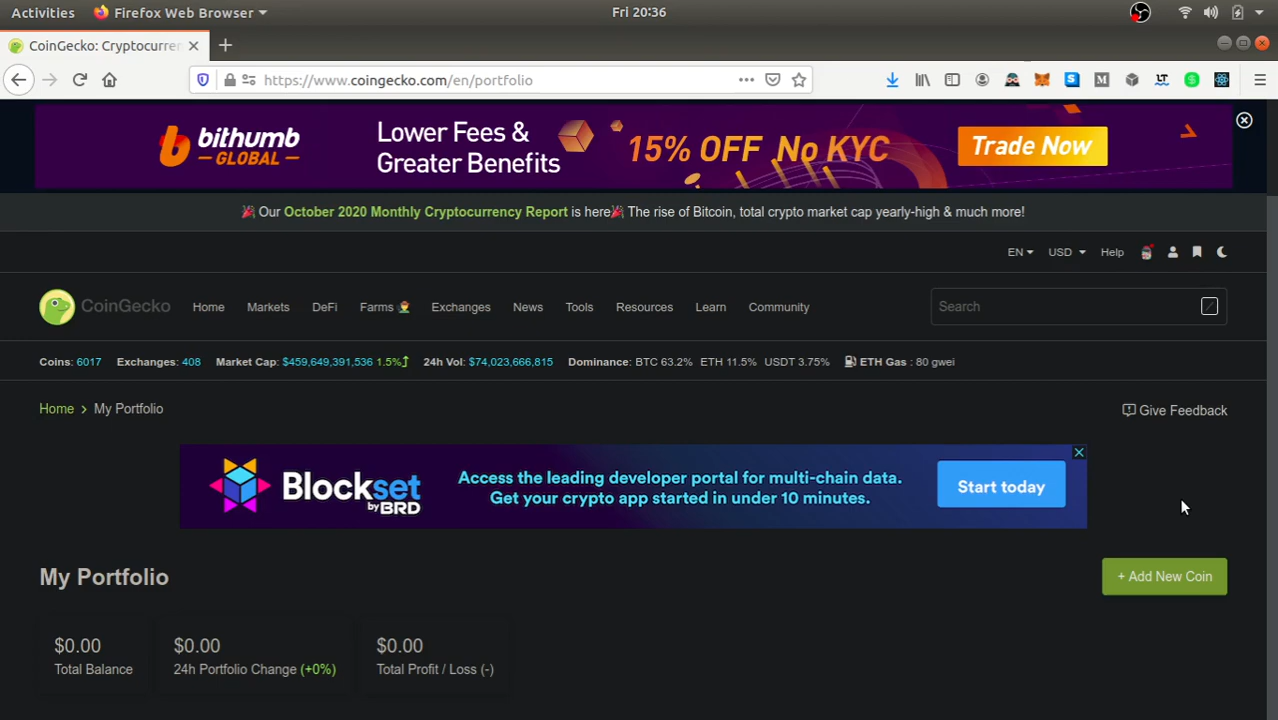 Activities Firefox Web Browser Fri 20:36
CoinGecko: Cryptocurren
https://www.coingecko.com/en/portfolio
bithumb
GLOBAL
Lower Fees &
Greater Benefits
15% OFF No KYC
Trade Now
Our October 2020 Monthly Cryptocurrency Report is here The rise of Bitcoin, total crypto market cap yearly-high & much more!
EN USD Help
CoinGecko Home Markets DeFi Farms Exchanges News Tools Resources Learn Community Search
Coins: 6017 Exchanges: 408 Market Cap: $459,649,391,536 1.5% 24h Vol: $74,023,666,815 Dominance: BTC 63.2% ETH 11.5% USDT 3.75% ETH Gas : 80 gwei
Home > My Portfolio Give Feedback
Blockset
by BRD
Access the leading developer portal for multi-chain data.
Get your crypto app started in under 10 minutes.
Start today
My Portfolio + Add New Coin
$0.00 $0.00 $0.00
Total Balance 24h Portfolio Change (+0%) Total Profit / Loss (-)